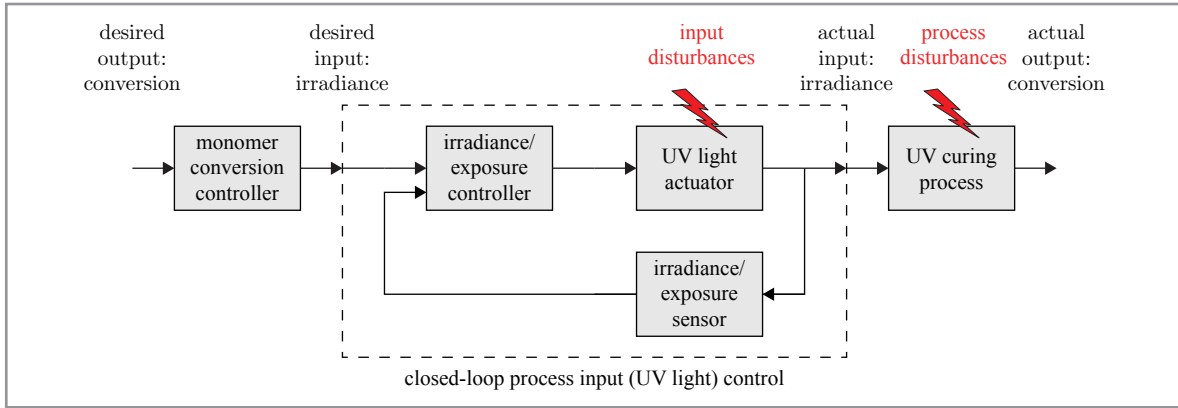 desired
output:
conversion
desired
input:
irradiance
input
disturbances
actual
input:
irradiance
process
disturbances
actual
output:
conversion
monomer
conversion
controller
irradiance/
exposure
controller
UV light
actuator
UV curing
process
irradiance/
exposure
sensor
closed-loop process input (UV light) control